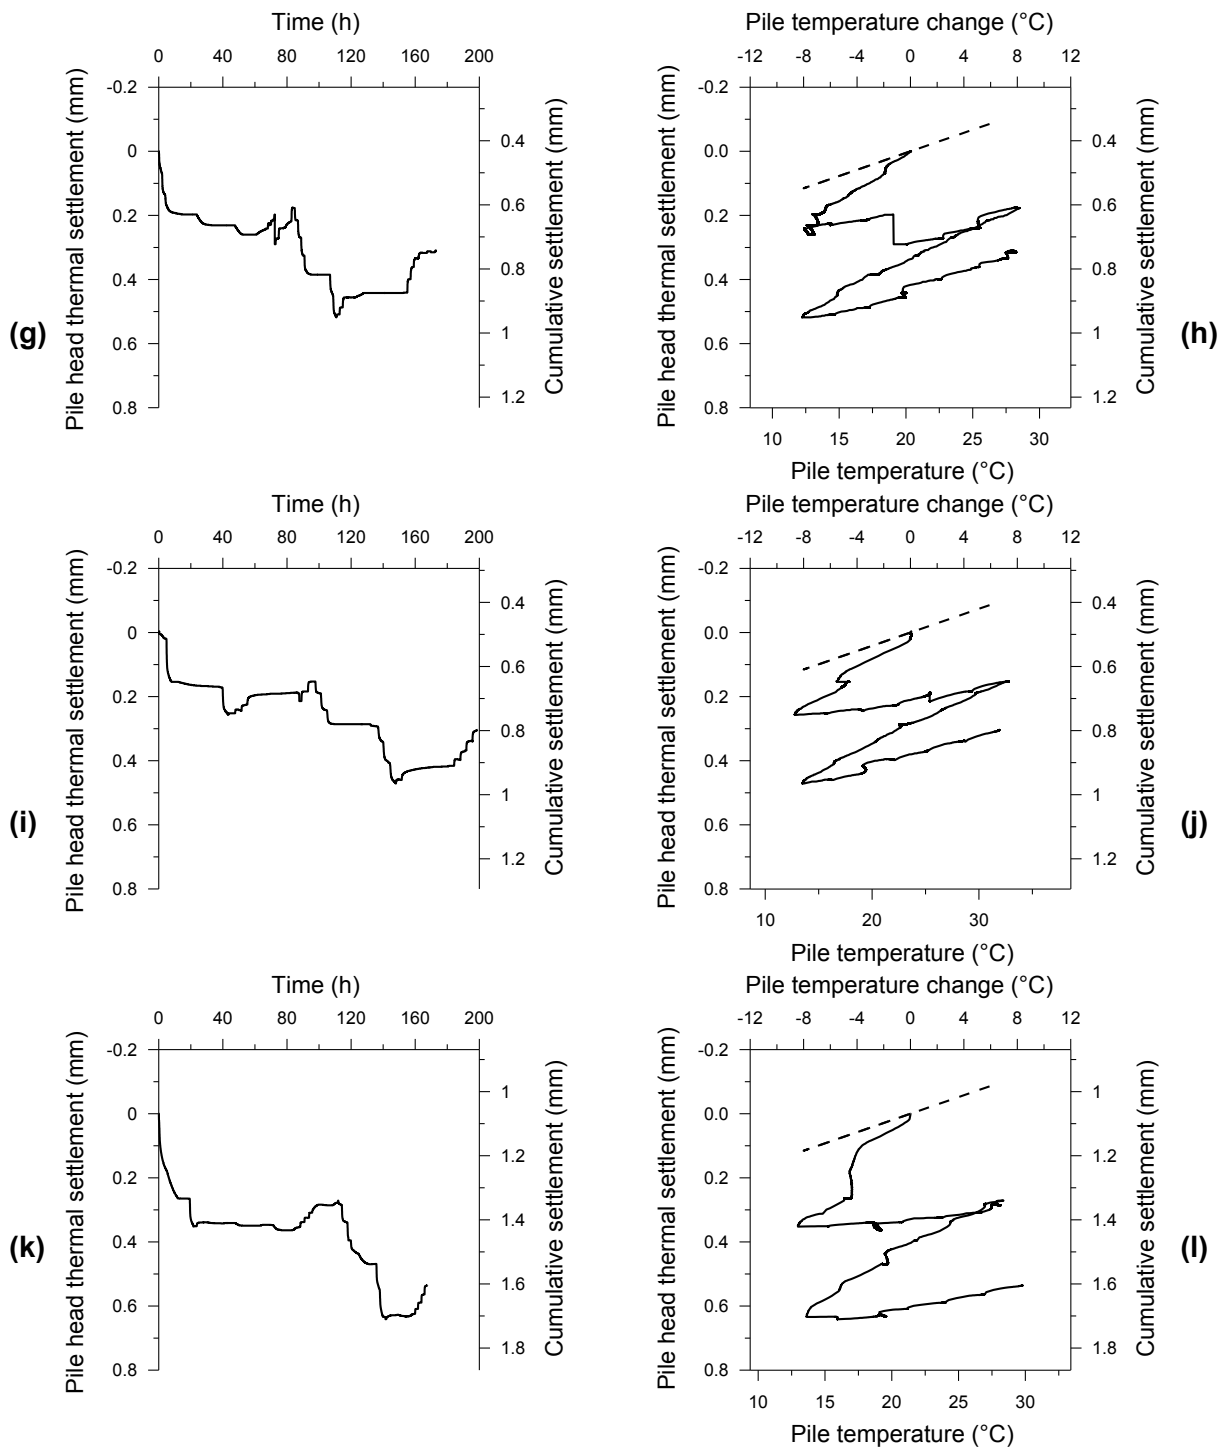 Time (h)
0 40 80 120 160 200
Pile head thermal settlement (mm)
-0.2
0
0.2
0.4
0.6
0.8
Cumulative settlement (mm)
0.4
0.6
0.8
1
1.2
(g)
Pile temperature change (°C)
-12 -8 -4 0 4 8 12
Pile head thermal settlement (mm)
-0.2
0.0
0.2
0.4
0.6
0.8
Cumulative settlement (mm)
0.4
0.6
0.8
1
1.2
10 15 20 25 30
Pile temperature (°C)
(h)
Time (h)
0 40 80 120 160 200
Pile head thermal settlement (mm)
-0.2
0
0.2
0.4
0.6
0.8
Cumulative settlement (mm)
0.4
0.6
0.8
1
1.2
(i)
Pile temperature change (°C)
-12 -8 -4 0 4 8 12
Pile head thermal settlement (mm)
-0.2
0.0
0.2
0.4
0.6
0.8
Cumulative settlement (mm)
0.4
0.6
0.8
1
1.2
10 20 30
Pile temperature (°C)
(j)
Time (h)
0 40 80 120 160 200
Pile head thermal settlement (mm)
-0.2
0
0.2
0.4
0.6
0.8
Cumulative settlement (mm)
1
1.2
1.4
1.6
1.8
(k)
Pile temperature change (°C)
-12 -8 -4 0 4 8 12
Pile head thermal settlement (mm)
-0.2
0.0
0.2
0.4
0.6
0.8
Cumulative settlement (mm)
1
1.2
1.4
1.6
1.8
10 15 20 25 30
Pile temperature (°C)
(l)